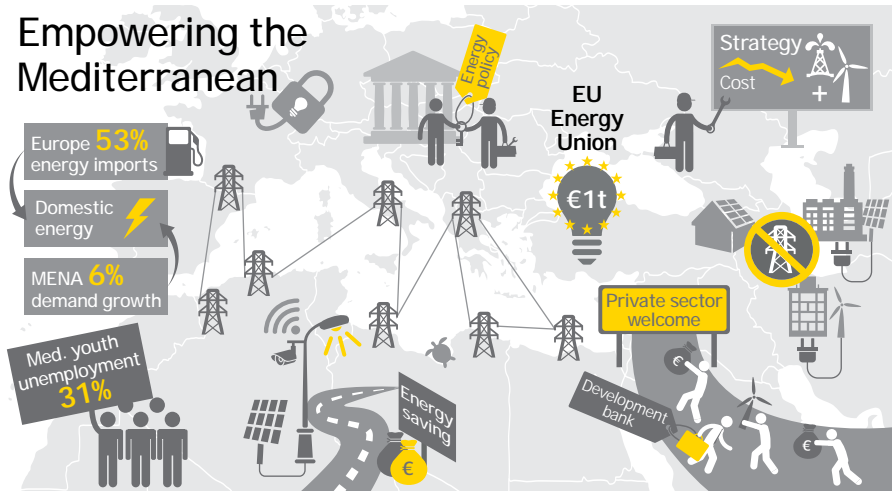 Empowering the
Mediterranean
Europe 53%
energy imports
Domestic
energy
MENA 6%
demand growth
Med. youth
unemployment
31%
Energy
policy
EU
Energy
Union
€1t
Strategy
Cost
+
Private sector
welcome
€
Development
bank
€
Energy
saving
€